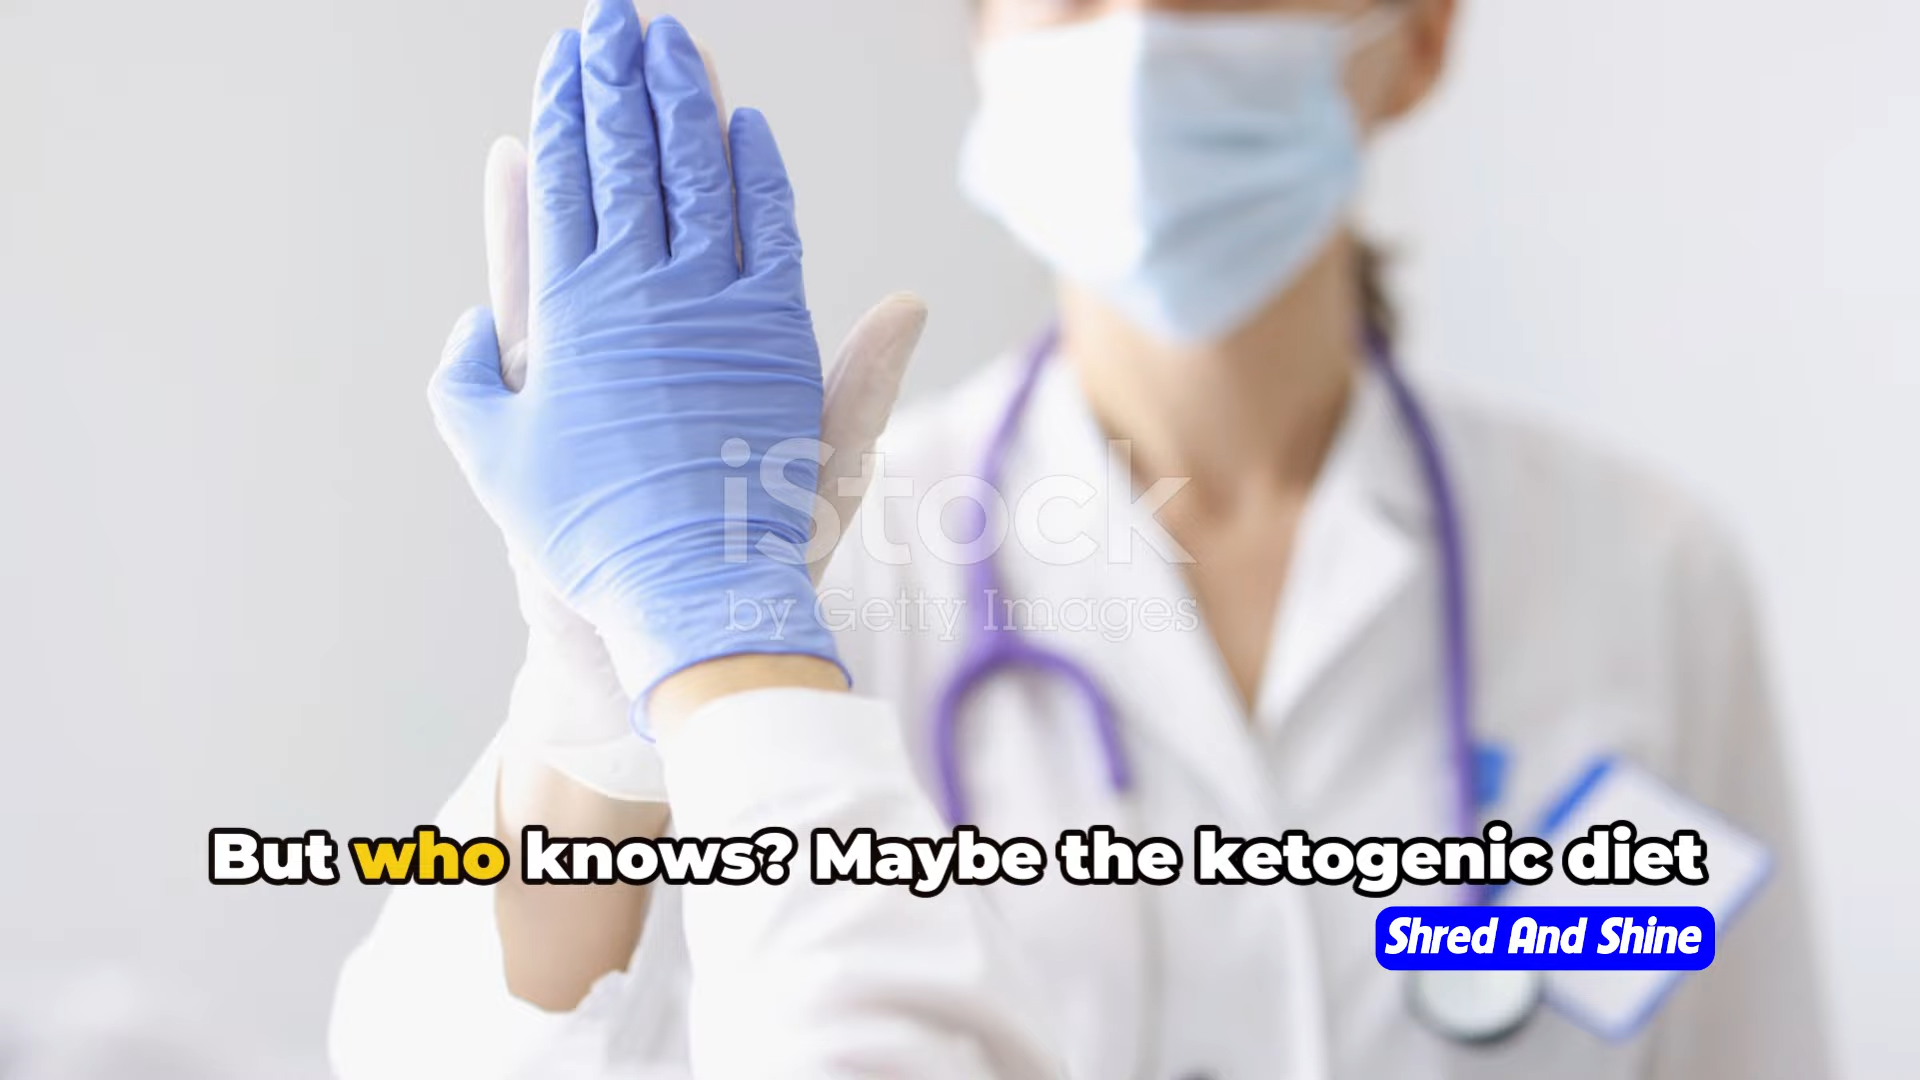 iStock
by Getty Images
But who knows? Maybe the ketogenic diet
Shred And Shine